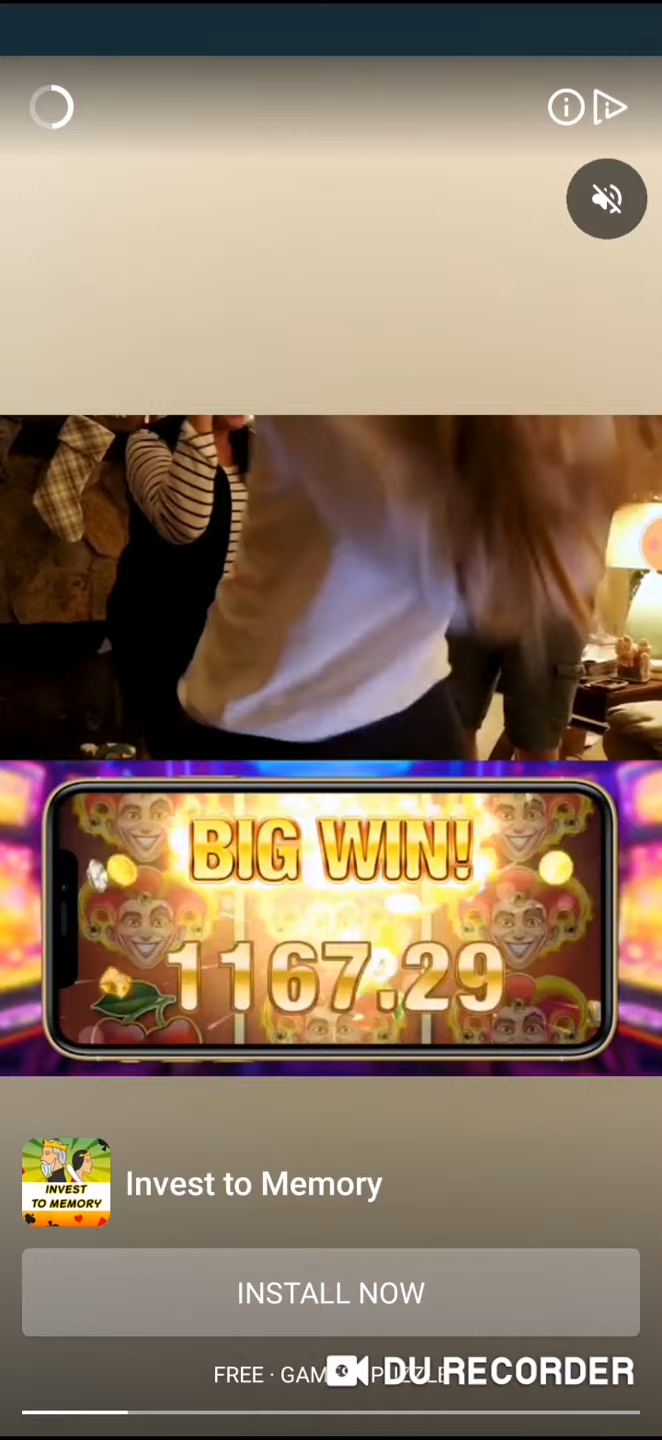 BIG WIN!
1167.29
INVEST
TO MEMORY
Invest to Memory
INSTALL NOW
FREE · GAM
DU RECORDER